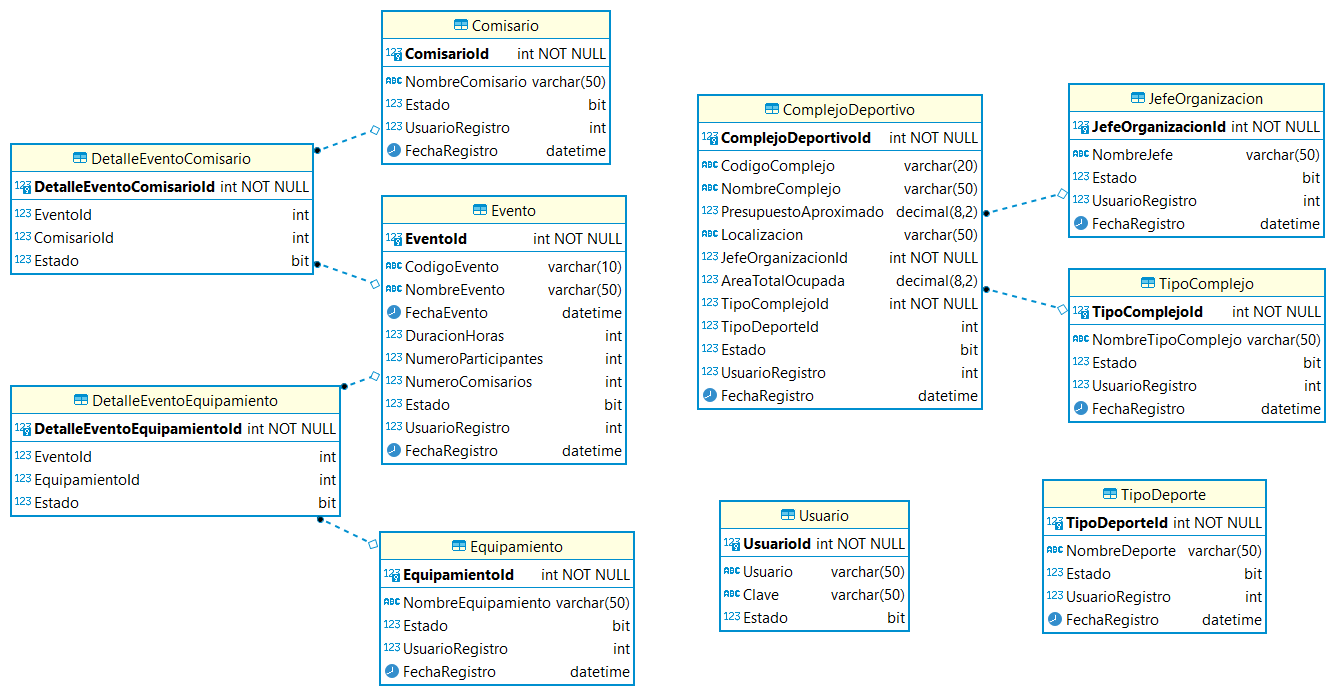 Comisario
123 ComisarioId int NOT NULL
ABC NombreComisario varchar(50)
123 Estado bit
123 UsuarioRegistro int
FechaRegistro datetime
DetalleEventoComisario
123 DetalleEventoComisarioId int NOT NULL
123 EventoId int
123 ComisarioId int
123 Estado bit
Evento
123 EventoId int NOT NULL
ABC CodigoEvento varchar(10)
ABC NombreEvento varchar(50)
FechaEvento datetime
123 DuracionHoras int
123 NumeroParticipantes int
123 NumeroComisarios int
123 Estado bit
123 UsuarioRegistro int
FechaRegistro datetime
DetalleEventoEquipamiento
123 DetalleEventoEquipamientoId int NOT NULL
123 EventoId int
123 EquipamientoId int
123 Estado bit
Equipamiento
123 EquipamientoId int NOT NULL
ABC NombreEquipamiento varchar(50)
123 Estado bit
123 UsuarioRegistro int
FechaRegistro datetime
ComplejoDeportivo
123 ComplejoDeportivoId int NOT NULL
ABC CodigoComplejo varchar(20)
ABC NombreComplejo varchar(50)
123 PresupuestoAproximado decimal(8,2)
ABC Localizacion varchar(50)
123 JefeOrganizacionId int NOT NULL
123 AreaTotalOcupada decimal(8,2)
123 TipoComplejoId int NOT NULL
123 TipoDeporteId int
123 Estado bit
123 UsuarioRegistro int
FechaRegistro datetime
JefeOrganizacion
123 JefeOrganizacionId int NOT NULL
ABC NombreJefe varchar(50)
123 Estado bit
123 UsuarioRegistro int
FechaRegistro datetime
TipoComplejo
123 TipoComplejoId int NOT NULL
ABC NombreTipoComplejo varchar(50)
123 Estado bit
123 UsuarioRegistro int
FechaRegistro datetime
Usuario
123 UsuarioId int NOT NULL
ABC Usuario varchar(50)
ABC Clave varchar(50)
123 Estado bit
TipoDeporte
123 TipoDeporteId int NOT NULL
ABC NombreDeporte varchar(50)
123 Estado bit
123 UsuarioRegistro int
FechaRegistro datetime